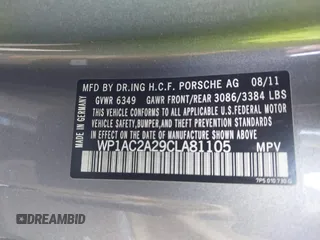 MFD BY DR.ING H.C.F. PORSCHE AG 08/11
GVWR 6349 GAWR FRONT/REAR 3086/3384 LBS
THIS VEHICLE CONFORMS TO ALL APPLICABLE U.S.FEDERAL MOTOR
VEHICLE SAFETY,BUMPER,AND THEFT PREVENTION STANDARDS IN
EFFECT ON THE DATE OF MANUFACTURE SHOWN ABOVE.
MADE IN GERMANY
WP1AC2A29CLA81105 MPV
DREAMBID